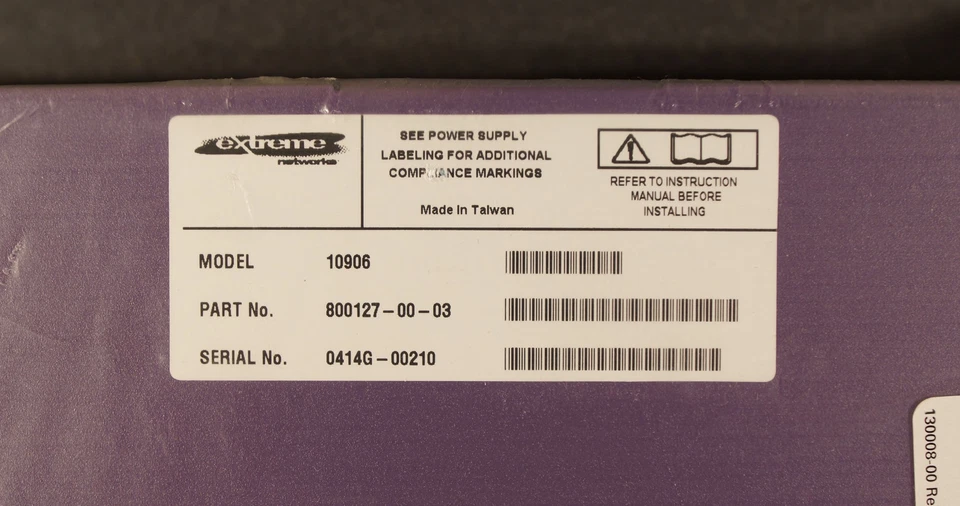 extreme
networks
SEE POWER SUPPLY
LABELING FOR ADDITIONAL
COMPLIANCE MARKINGS
Made in Taiwan
REFER TO INSTRUCTION
MANUAL BEFORE
INSTALLING
MODEL 10906
PART No. 800127-00-03
SERIAL No. 0414G-00210
130008-00 Re